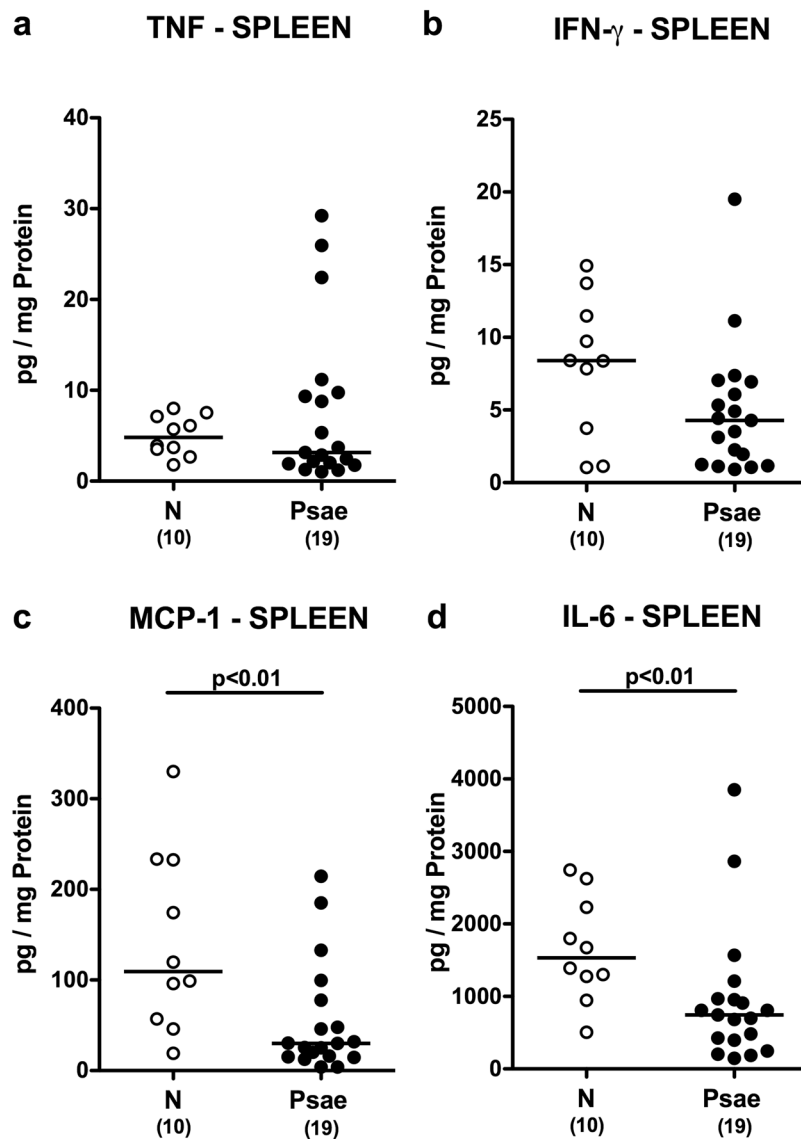 a TNF - SPLEEN
pg / mg Protein
40
30
20
10
0
N Psae
(10) (19)
b IFN-γ - SPLEEN
pg / mg Protein
25
20
15
10
5
0
N Psae
(10) (19)
c MCP-1 - SPLEEN
p<0.01
pg / mg Protein
400
300
200
100
0
N Psae
(10) (19)
d IL-6 - SPLEEN
p<0.01
pg / mg Protein
5000
4000
3000
2000
1000
0
N Psae
(10) (19)